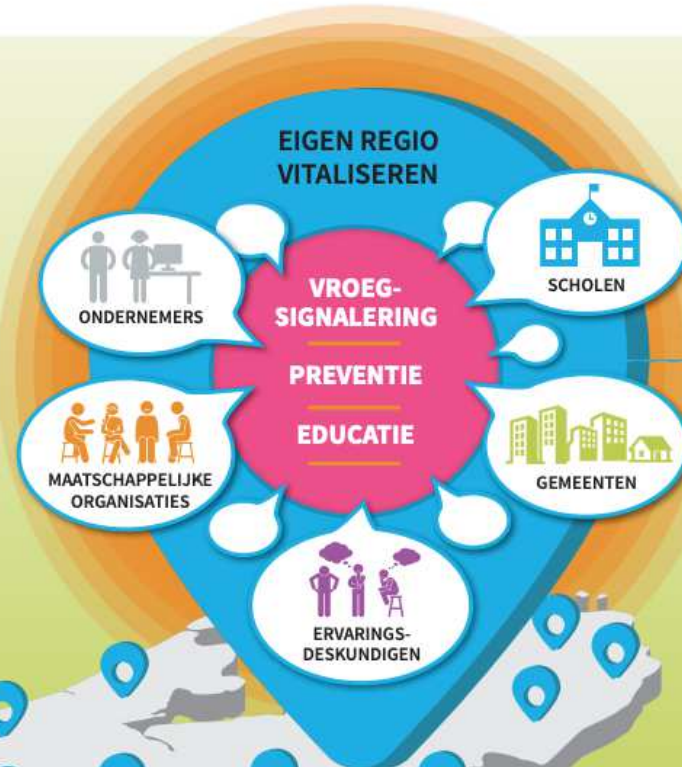 EIGEN REGIO
VITALISEREN
ONDERNEMERS
VROEG-
SIGNALERING
PREVENTIE
EDUCATIE
SCHOLEN
MAATSCHAPPELIJKE
ORGANISATIES
GEMEENTEN
ERVARINGS-
DESKUNDIGEN